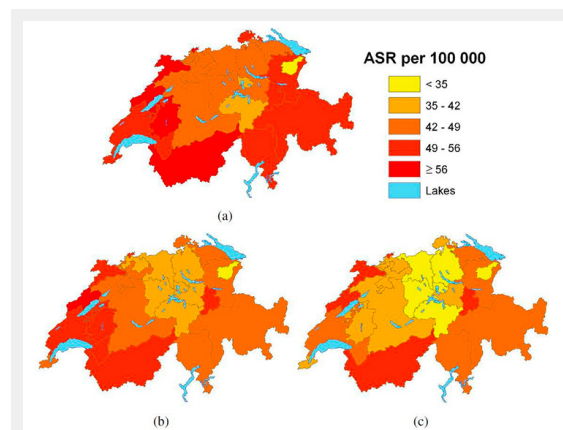 ASR per 100 000
< 35
35 - 42
42 - 49
49 - 56
≥ 56
Lakes
(a)
(b)
(c)